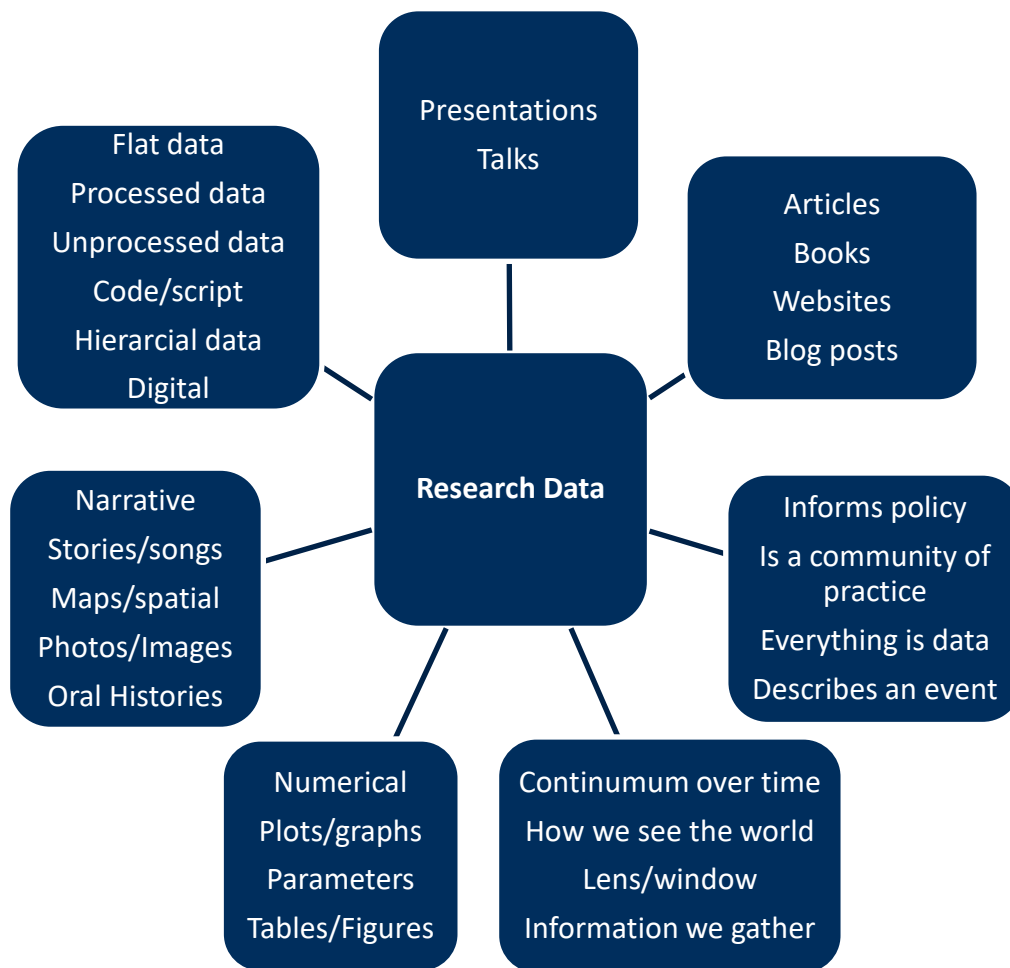 Presentations
Talks
Flat data
Processed data
Unprocessed data
Code/script
Hierarcial data
Digital
Articles
Books
Websites
Blog posts
Research Data
Narrative
Stories/songs
Maps/spatial
Photos/Images
Oral Histories
Informs policy
Is a community of
practice
Everything is data
Describes an event
Numerical
Plots/graphs
Parameters
Tables/Figures
Continumum over time
How we see the world
Lens/window
Information we gather